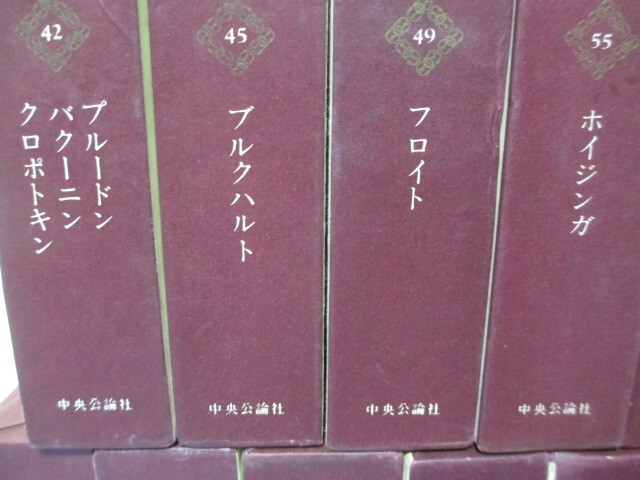 42
プルードン
バクーニン
クロポトキン
中央公論社
45
ブルクハルト
中央公論社
49
フロイト
中央公論社
55
ホイジンガ
中央公論社